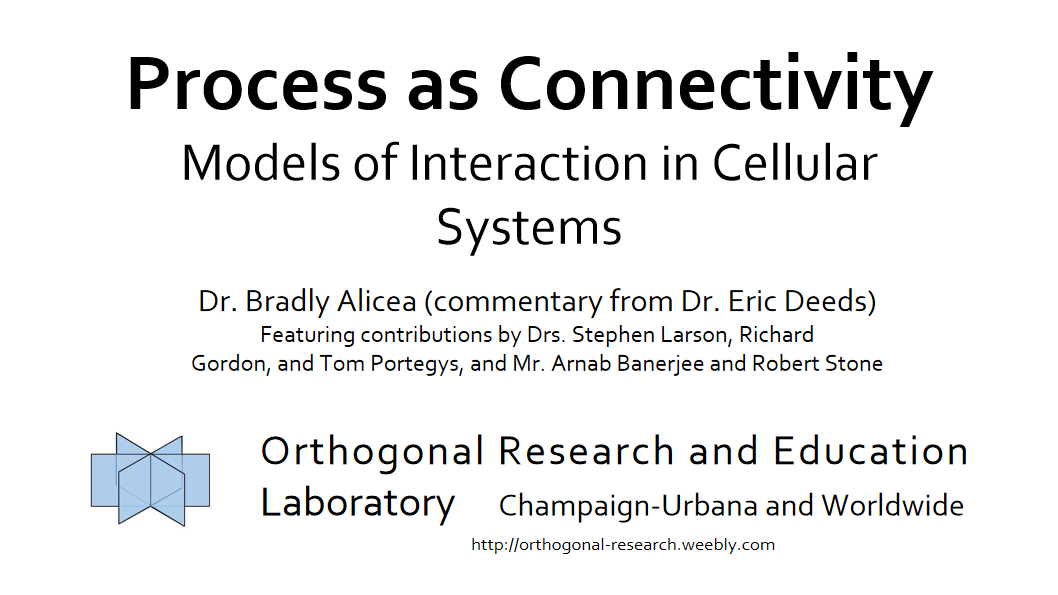 Process as Connectivity
Models of Interaction in Cellular
Systems
Dr. Bradly Alicea (commentary from Dr. Eric Deeds)
Featuring contributions by Drs. Stephen Larson, Richard
Gordon, and Tom Portegys, and Mr. Arnab Banerjee and Robert Stone
Orthogonal Research and Education
Laboratory Champaign-Urbana and Worldwide
http://orthogonal-research.weebly.com